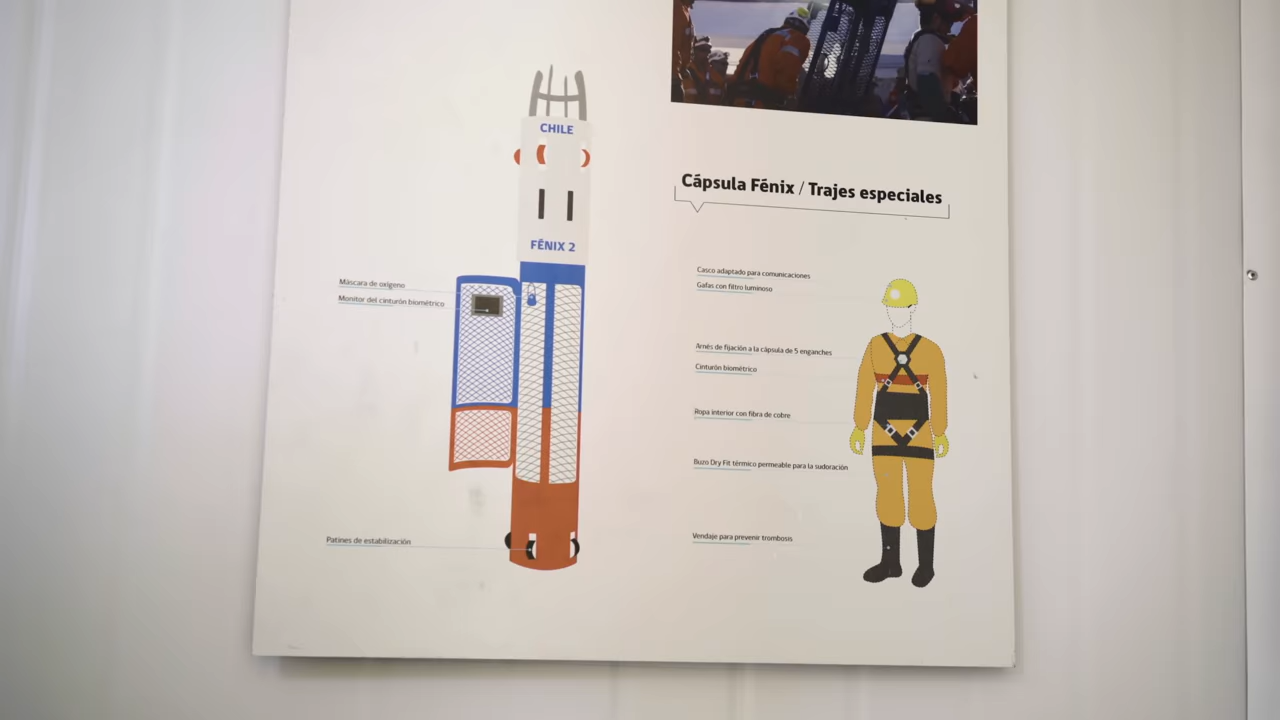 CHILE
FÉNIX 2
Máscara de oxigeno
Monitor del cinturón biométrico
Patines de estabilización
Cápsula Fénix / Trajes especiales
Casco adaptado para comunicaciones
Gafas con filtro luminoso
Arnés de fijación a la cápsula de 5 enganches
Cinturón biométrico
Ropa interior con fibra de cobre
Buzo Dry Fit térmico permeable para la sudoración
Vendaje para prevenir trombosis